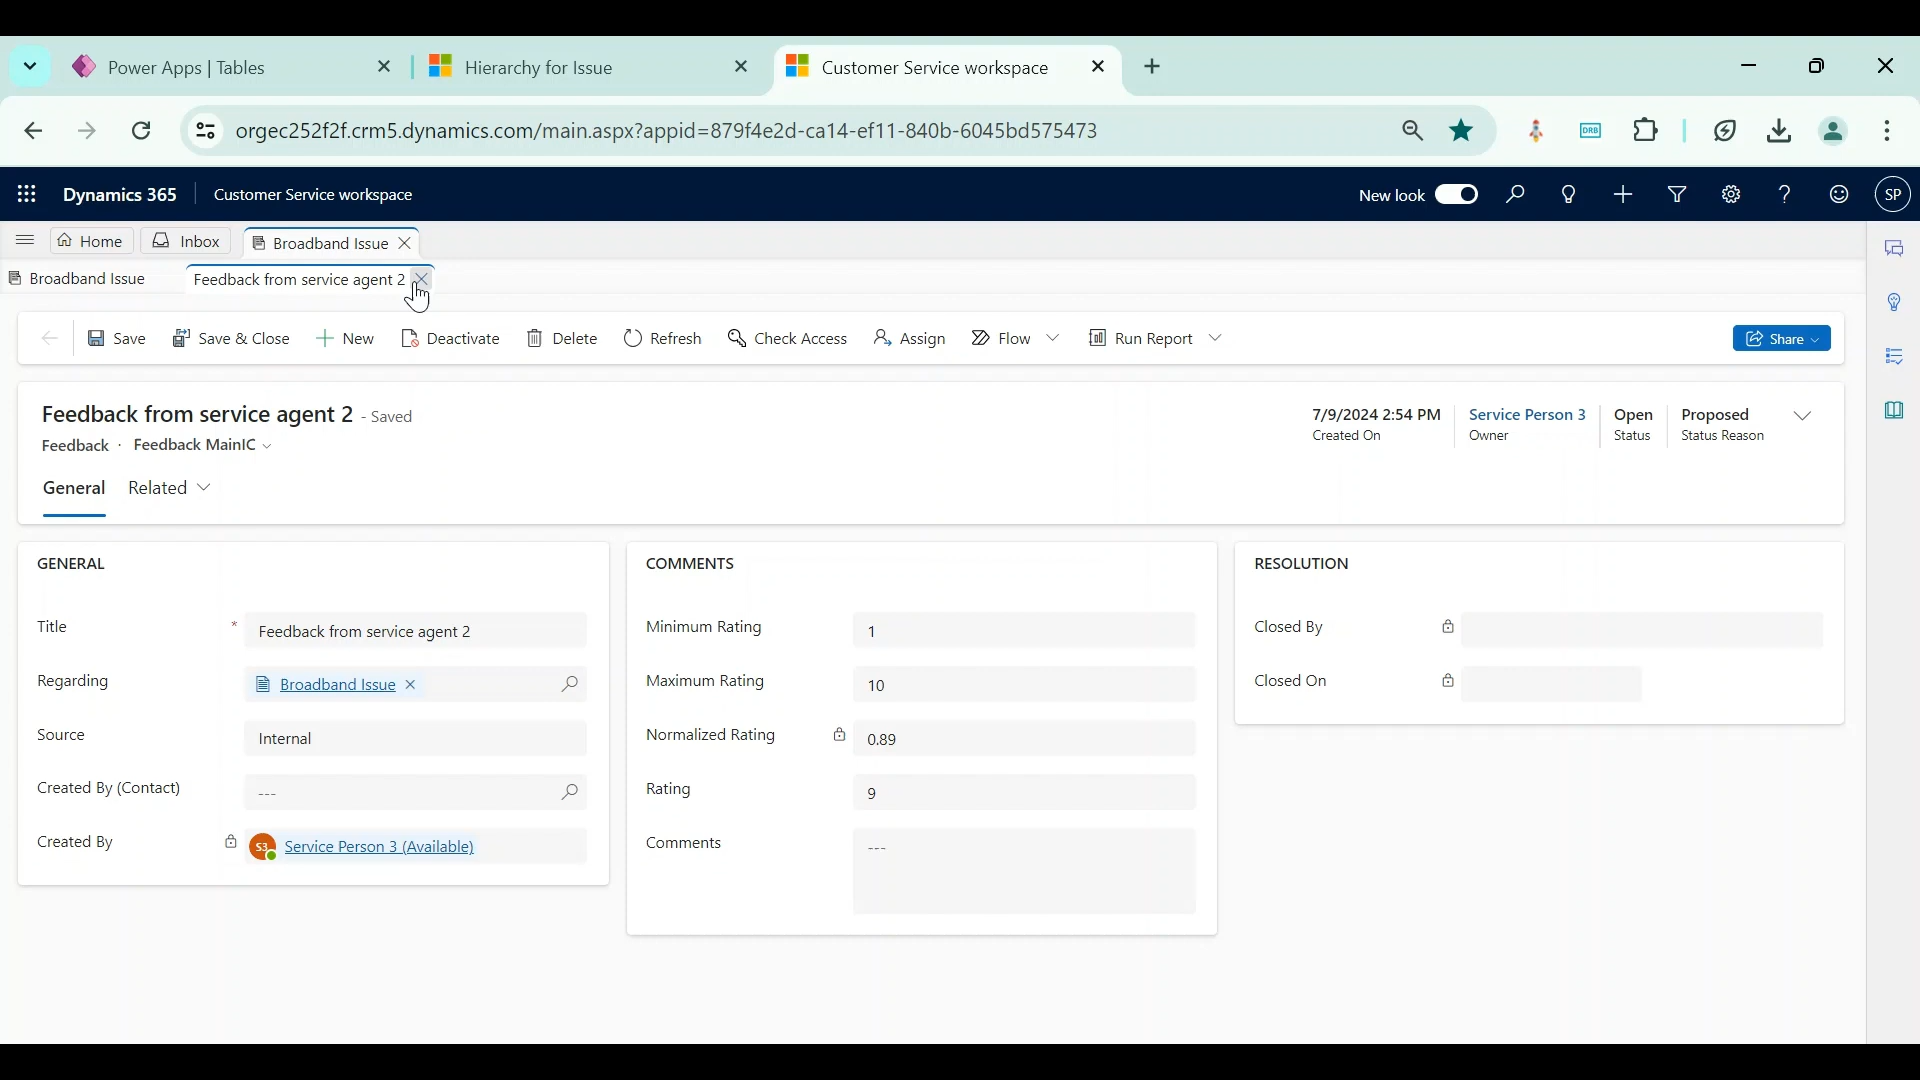 Power Apps | Tables
Hierarchy for Issue
Customer Service workspace
orgec252f2f.crm5.dynamics.com/main.aspx?appid=879f4e2d-ca14-ef11-840b-6045bd575473
DRB
Dynamics 365
Customer Service workspace
New look
SP
Home
Inbox
Broadband Issue
Broadband Issue
Feedback from service agent 2
Save
Save & Close
New
Deactivate
Delete
Refresh
Check Access
Assign
Flow
Run Report
Share
Feedback from service agent 2 - Saved
Feedback · Feedback MainIC
7/9/2024 2:54 PM
Created On
Service Person 3
Owner
Open
Status
Proposed
Status Reason
General
Related
GENERAL
Title * Feedback from service agent 2
Regarding Broadband Issue
Source Internal
Created By (Contact) ---
Created By S3 Service Person 3 (Available)
COMMENTS
Minimum Rating 1
Maximum Rating 10
Normalized Rating 0.89
Rating 9
Comments ---
RESOLUTION
Closed By
Closed On